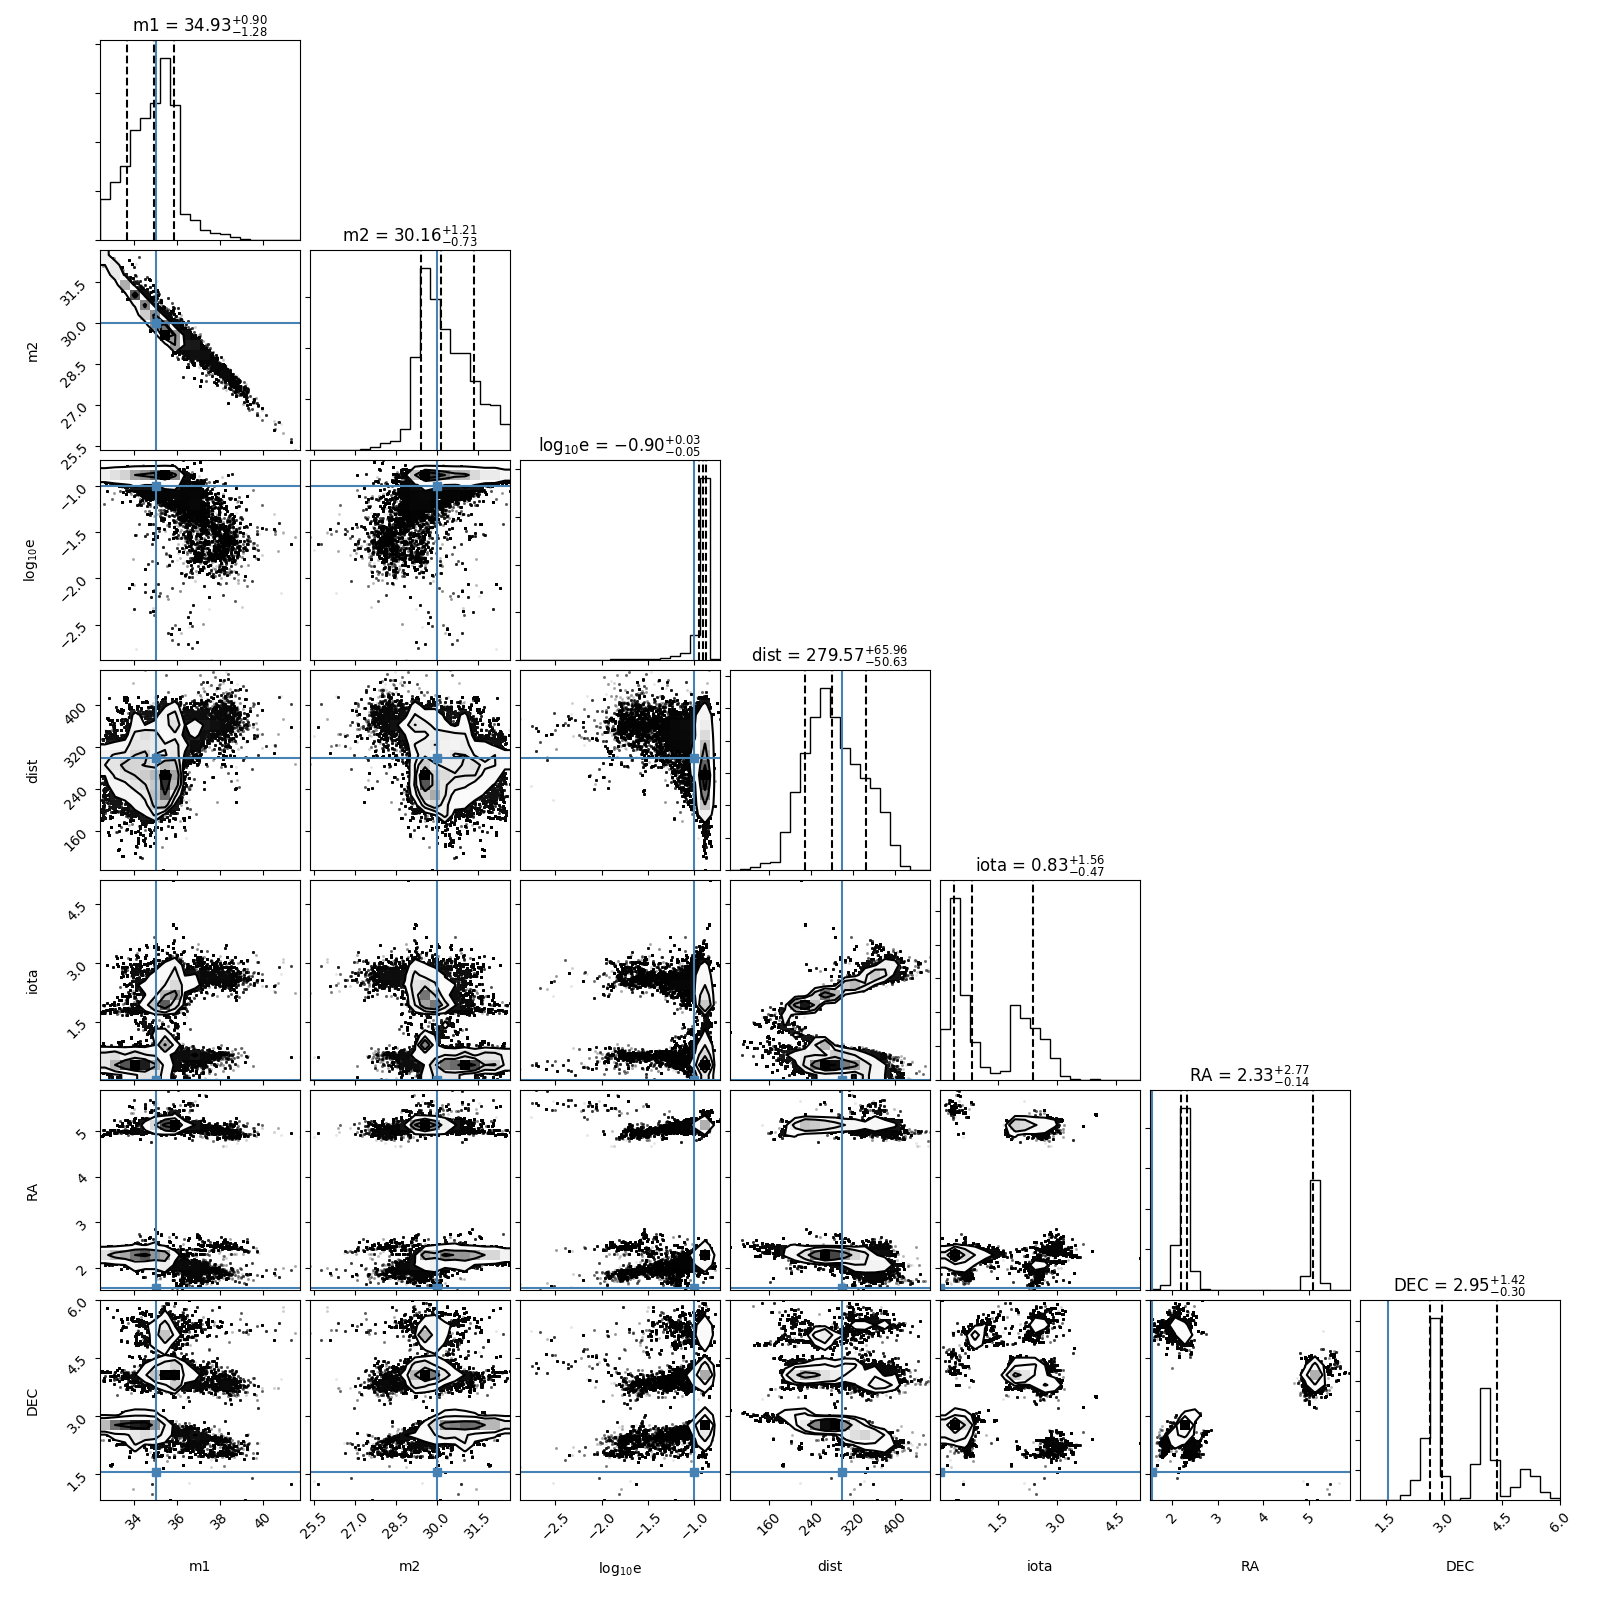 m1 = 34.93+0.90−1.28
m2 = 30.16+1.21−0.73
31.5
30.0
28.5
27.0
25.5
m2
log10e = −0.90+0.03−0.05
−1.0
−1.5
−2.0
−2.5
log10e
dist = 279.57+65.96−50.63
400
320
240
160
dist
iota = 0.83+1.56−0.47
4.5
3.0
1.5
iota
RA = 2.33+2.77−0.14
5
4
3
2
RA
DEC = 2.95+1.42−0.30
6.0
4.5
3.0
1.5
DEC
34 36 38 40 25.5 27.0 28.5 30.0 31.5 −2.5 −2.0 −1.5 −1.0 160 240 320 400 1.5 3.0 4.5 2 3 4 5 1.5 3.0 4.5 6.0
m1 m2 log10e dist iota RA DEC